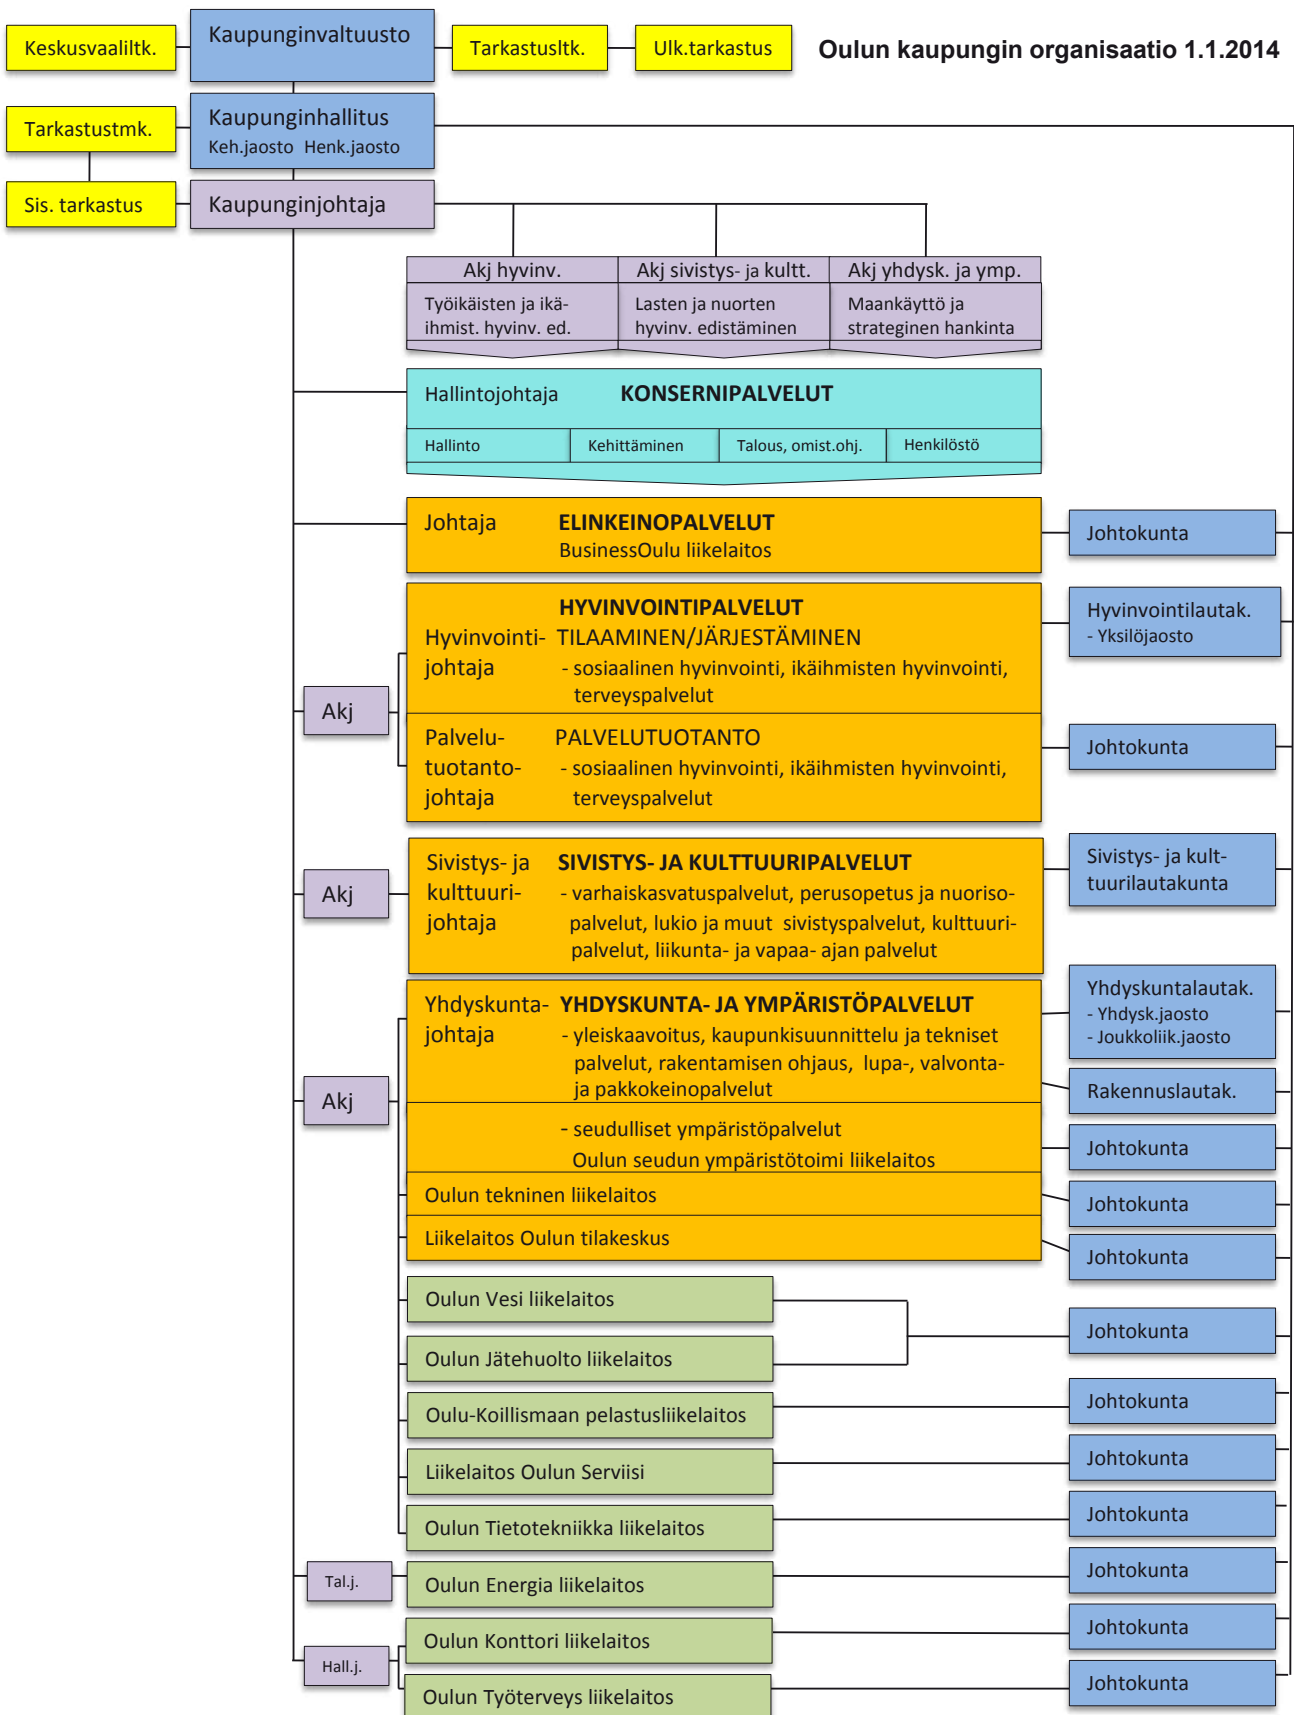 Keskusvaaliltk.
Kaupunginvaltuusto
Tarkastusltk.
Ulk.tarkastus
Oulun kaupungin organisaatio 1.1.2014
Tarkastustmk.
Kaupunginhallitus
Keh.jaosto Henk.jaosto
Sis. tarkastus
Kaupunginjohtaja
Akj hyvinv.
Akj sivistys- ja kultt.
Akj yhdysk. ja ymp.
Työikäisten ja ikä-
ihmist. hyvinv. ed.
Lasten ja nuorten
hyvinv. edistäminen
Maankäyttö ja
strateginen hankinta
Hallintojohtaja
KONSERNIPALVELUT
Hallinto
Kehittäminen
Talous, omist.ohj.
Henkilöstö
Johtaja
ELINKEINOPALVELUT
BusinessOulu liikelaitos
Johtokunta
Akj
Hyvinvointi-
johtaja
HYVINVOINTIPALVELUT
TILAAMINEN/JÄRJESTÄMINEN
- sosiaalinen hyvinvointi, ikäihmisten hyvinvointi,
terveyspalvelut
Hyvinvointilautak.
- Yksilöjaosto
Palvelu-
tuotanto-
johtaja
PALVELUTUOTANTO
- sosiaalinen hyvinvointi, ikäihmisten hyvinvointi,
terveyspalvelut
Johtokunta
Akj
Sivistys- ja
kulttuuri-
johtaja
SIVISTYS- JA KULTTUURIPALVELUT
- varhaiskasvatuspalvelut, perusopetus ja nuoriso-
palvelut, lukio ja muut sivistyspalvelut, kulttuuri-
palvelut, liikunta- ja vapaa- ajan palvelut
Sivistys- ja kult-
tuurilautakunta
Akj
Yhdyskunta-
johtaja
YHDYSKUNTA- JA YMPÄRISTÖPALVELUT
- yleiskaavoitus, kaupunkisuunnittelu ja tekniset
palvelut, rakentamisen ohjaus, lupa-, valvonta-
ja pakkokeinopalvelut
Yhdyskuntalautak.
- Yhdysk.jaosto
- Joukkoliik.jaosto
Rakennuslautak.
- seudulliset ympäristöpalvelut
Oulun seudun ympäristötoimi liikelaitos
Johtokunta
Oulun tekninen liikelaitos
Johtokunta
Liikelaitos Oulun tilakeskus
Johtokunta
Oulun Vesi liikelaitos
Oulun Jätehuolto liikelaitos
Johtokunta
Oulu-Koillismaan pelastusliikelaitos
Johtokunta
Liikelaitos Oulun Serviisi
Johtokunta
Oulun Tietotekniikka liikelaitos
Johtokunta
Tal.j.
Oulun Energia liikelaitos
Johtokunta
Hall.j.
Oulun Konttori liikelaitos
Johtokunta
Oulun Työterveys liikelaitos
Johtokunta